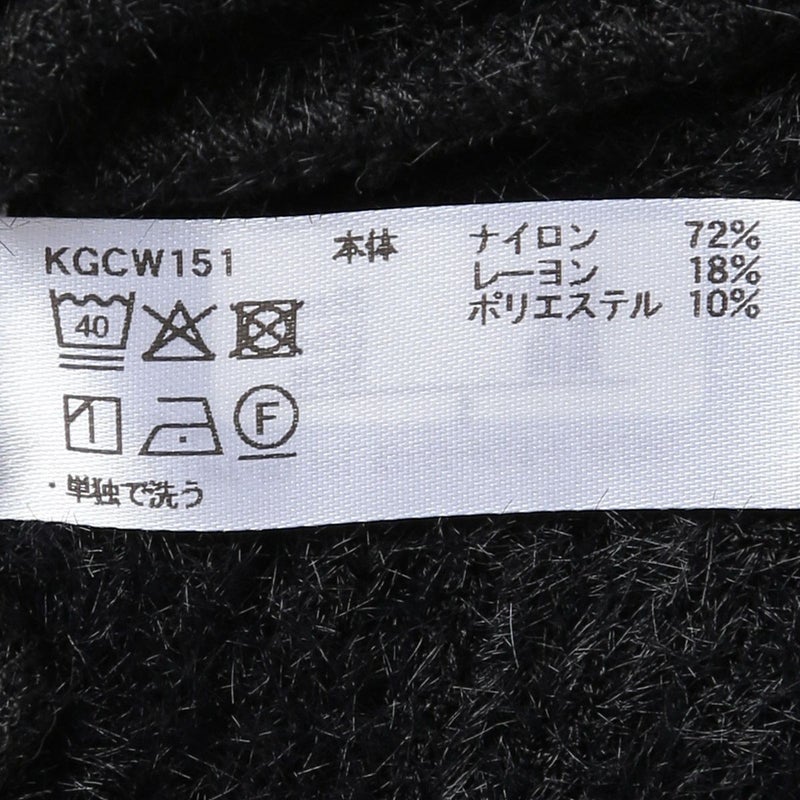 KGCW151
本体 ナイロン 72%
レーヨン 18%
ポリエステル 10%
40
F
・単独で洗う